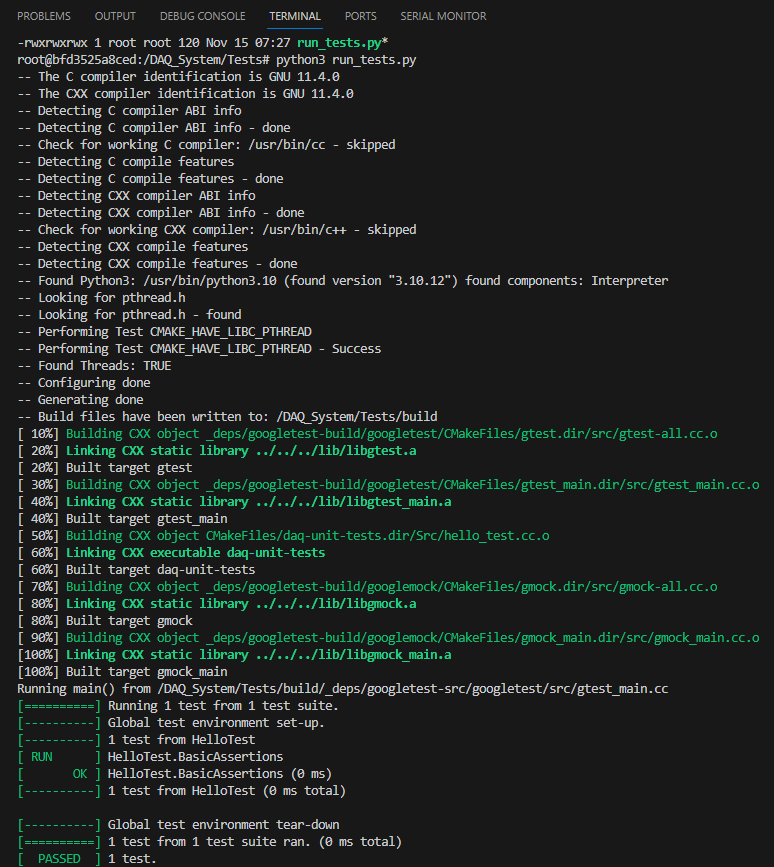 PROBLEMS OUTPUT DEBUG CONSOLE TERMINAL PORTS SERIAL MONITOR
-rwxrwxrwx 1 root root 120 Nov 15 07:27 run_tests.py*
root@bfd3525a8ced:/DAQ_System/Tests# python3 run_tests.py
-- The C compiler identification is GNU 11.4.0
-- The CXX compiler identification is GNU 11.4.0
-- Detecting C compiler ABI info
-- Detecting C compiler ABI info - done
-- Check for working C compiler: /usr/bin/cc - skipped
-- Detecting C compile features
-- Detecting C compile features - done
-- Detecting CXX compiler ABI info
-- Detecting CXX compiler ABI info - done
-- Check for working CXX compiler: /usr/bin/c++ - skipped
-- Detecting CXX compile features
-- Detecting CXX compile features - done
-- Found Python3: /usr/bin/python3.10 (found version "3.10.12") found components: Interpreter
-- Looking for pthread.h
-- Looking for pthread.h - found
-- Performing Test CMAKE_HAVE_LIBC_PTHREAD
-- Performing Test CMAKE_HAVE_LIBC_PTHREAD - Success
-- Found Threads: TRUE
-- Configuring done
-- Generating done
-- Build files have been written to: /DAQ_System/Tests/build
[ 10%] Building CXX object _deps/googletest-build/googletest/CMakeFiles/gtest.dir/src/gtest-all.cc.o
[ 20%] Linking CXX static library ../../../lib/libgtest.a
[ 20%] Built target gtest
[ 30%] Building CXX object _deps/googletest-build/googletest/CMakeFiles/gtest_main.dir/src/gtest_main.cc.o
[ 40%] Linking CXX static library ../../../lib/libgtest_main.a
[ 40%] Built target gtest_main
[ 50%] Building CXX object CMakeFiles/daq-unit-tests.dir/Src/hello_test.cc.o
[ 60%] Linking CXX executable daq-unit-tests
[ 60%] Built target daq-unit-tests
[ 70%] Building CXX object _deps/googletest-build/googlemock/CMakeFiles/gmock.dir/src/gmock-all.cc.o
[ 80%] Linking CXX static library ../../../lib/libgmock.a
[ 80%] Built target gmock
[ 90%] Building CXX object _deps/googletest-build/googlemock/CMakeFiles/gmock_main.dir/src/gmock_main.cc.o
[100%] Linking CXX static library ../../../lib/libgmock_main.a
[100%] Built target gmock_main
Running main() from /DAQ_System/Tests/build/_deps/googletest-src/googletest/src/gtest_main.cc
[==========] Running 1 test from 1 test suite.
[----------] Global test environment set-up.
[----------] 1 test from HelloTest
[ RUN      ] HelloTest.BasicAssertions
[       OK ] HelloTest.BasicAssertions (0 ms)
[----------] 1 test from HelloTest (0 ms total)
[----------] Global test environment tear-down
[==========] 1 test from 1 test suite ran. (0 ms total)
[  PASSED  ] 1 test.